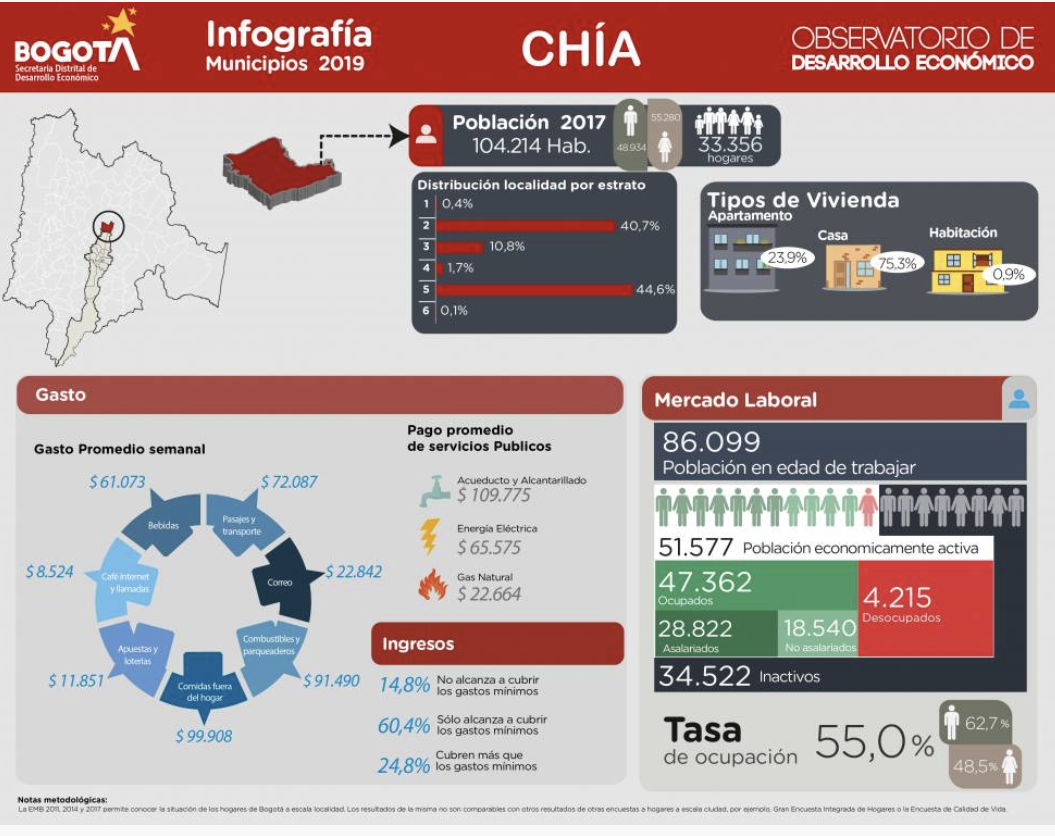 BOGOTÁ
Secretaría Distrital de
Desarrollo Económico
Infografía
Municipios 2019
CHÍA
OBSERVATORIO DE
DESARROLLO ECONÓMICO
Población 2017
104.214 Hab.
48.934
55.280
33.356
hogares
Distribución localidad por estrato
1 0,4%
2 40,7%
3 10,8%
4 1,7%
5 44,6%
6 0,1%
Tipos de Vivienda
Apartamento
23,9%
Casa
75,3%
Habitación
0,9%
Gasto
Gasto Promedio semanal
$ 61.073
Bebidas
$ 72.087
Pasajes y
transporte
$ 8.524
Café internet
y llamadas
$ 22.842
Correo
$ 11.851
Apuestas y
loterias
$ 91.490
Combustibles y
parqueaderos
Comidas fuera
del hogar
$ 99.908
Pago promedio
de servicios Publicos
Acueducto y Alcantarillado
$ 109.775
Energía Eléctrica
$ 65.575
Gas Natural
$ 22.664
Ingresos
14,8% No alcanza a cubrir
los gastos mínimos
60,4% Sólo alcanza a cubrir
los gastos mínimos
24,8% Cubren más que
los gastos mínimos
Mercado Laboral
86.099
Población en edad de trabajar
51.577 Población economicamente activa
47.362
Ocupados
4.215
Desocupados
28.822
Asalariados
18.540
No asalariados
34.522 Inactivos
Tasa
de ocupación
55,0 %
62,7 %
48,5%
Notas metodológicas:
La EMB 2011, 2014 y 2017 permite conocer la situación de los hogares de Bogotá a escala localidad. Los resultados de la misma no son comparables con otros resultados de otras encuestas a hogares a escala ciudad, por ejemplo, Gran Encuesta Integrada de Hogares o la Encuesta de Calidad de Vida.